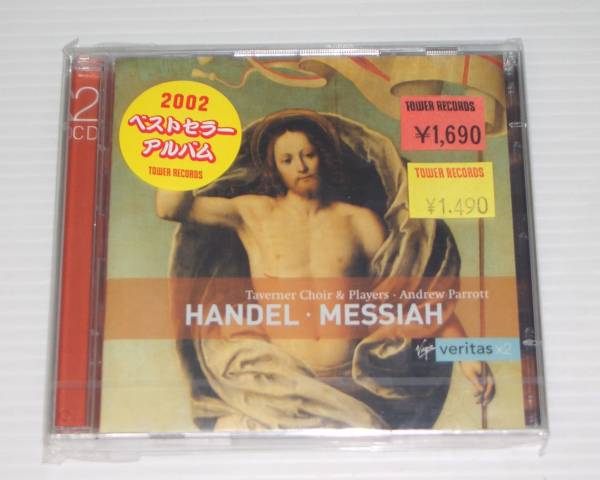 2
CD
2002
ベストセラー
アルバム
TOWER RECORDS
TOWER RECORDS
¥1,690
TOWER RECORDS
¥1.490
Taverner Choir & Players · Andrew Parrott
HANDEL · MESSIAH
Virgin veritas x2